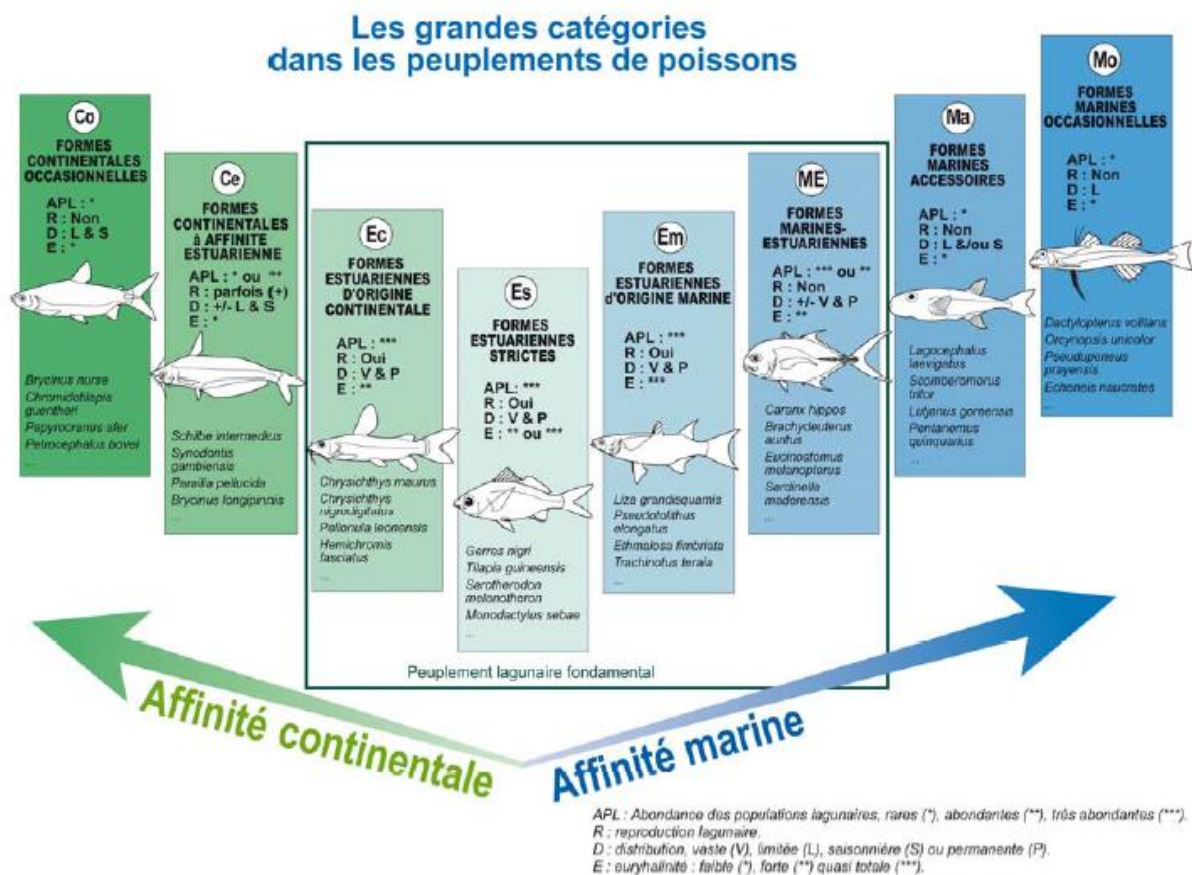 Les grandes catégories
dans les peuplements de poissons
Co
FORMES
CONTINENTALES
OCCASIONNELLES
APL : *
R : Non
D : L & S
E : *
Brycinus nurse
Chromidotilapia
guentheri
Papyrocranus afer
Petrocephalus bovei
...
Ce
FORMES
CONTINENTALES
à AFFINITE
ESTUARIENNE
APL : * ou **
R : parfois (+)
D : +/- L & S
E : *
Schilbe intermedius
Synodontis
gambiensis
Parailia pellucida
Brycinus longipinnis
...
Ec
FORMES
ESTUARIENNES
D'ORIGINE
CONTINENTALE
APL : ***
R : Oui
D : V & P
E : **
Chrysichthys maurus
Chrysichthys
nigrodigitatus
Pellonula leonensis
Hemichromis
fasciatus
...
Es
FORMES
ESTUARIENNES
STRICTES
APL: ***
R : Oui
D : V & P
E : ** ou ***
Gerres nigri
Tilapia guineensis
Sarotherodon
melanotheron
Monodactylus sebae
...
Em
FORMES
ESTUARIENNES
d'ORIGINE MARINE
APL : ***
R : Oui
D : V & P
E : ***
Liza grandisquamis
Pseudotolithus
elongatus
Ethmalosa fimbriata
Trachinotus teraia
...
ME
FORMES
MARINES-
ESTUARIENNES
APL : *** ou **
R : Non
D : +/- V & P
E : **
Caranx hippos
Brachydeuterus
auritus
Eucinostomus
melanopterus
Sardinella
maderensis
...
Ma
FORMES
MARINES
ACCESSOIRES
APL : *
R : Non
D : L &/ou S
E : *
Lagocephalus
laevigatus
Scomberomorus
tritor
Lutjanus goreensis
Pentanemus
quinquarius
...
Mo
FORMES
MARINES
OCCASIONNELLES
APL : *
R : Non
D : L
E : *
Dactylopterus volitans
Orcynopsis unicolor
Pseudupeneus
prayensis
Echeneis naucrates
...
Peuplement lagunaire fondamental
Affinité continentale
Affinité marine
APL : Abondance des populations lagunaires, rares (*), abondantes (**), très abondantes (***).
R : reproduction lagunaire.
D : distribution, vaste (V), limitée (L), saisonnière (S) ou permanente (P).
E : euryhalinité : faible (*), forte (**) quasi totale (***).